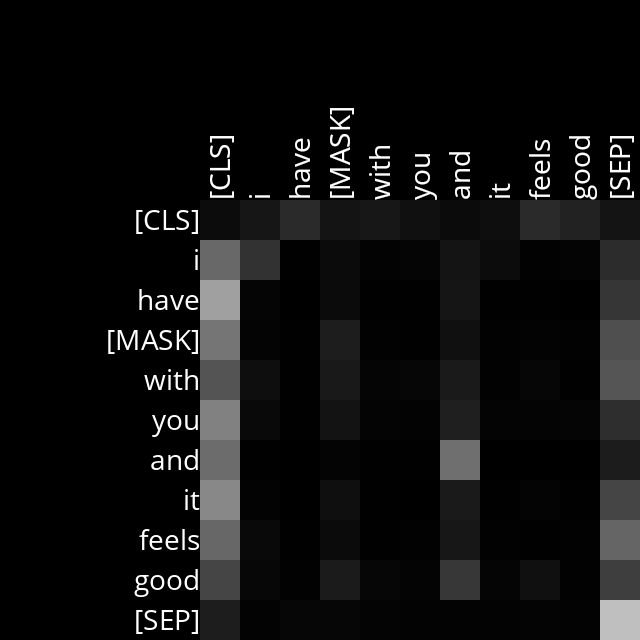 [CLS] i have [MASK] with you and it feels good [SEP]
[CLS]
i
have
[MASK]
with
you
and
it
feels
good
[SEP]